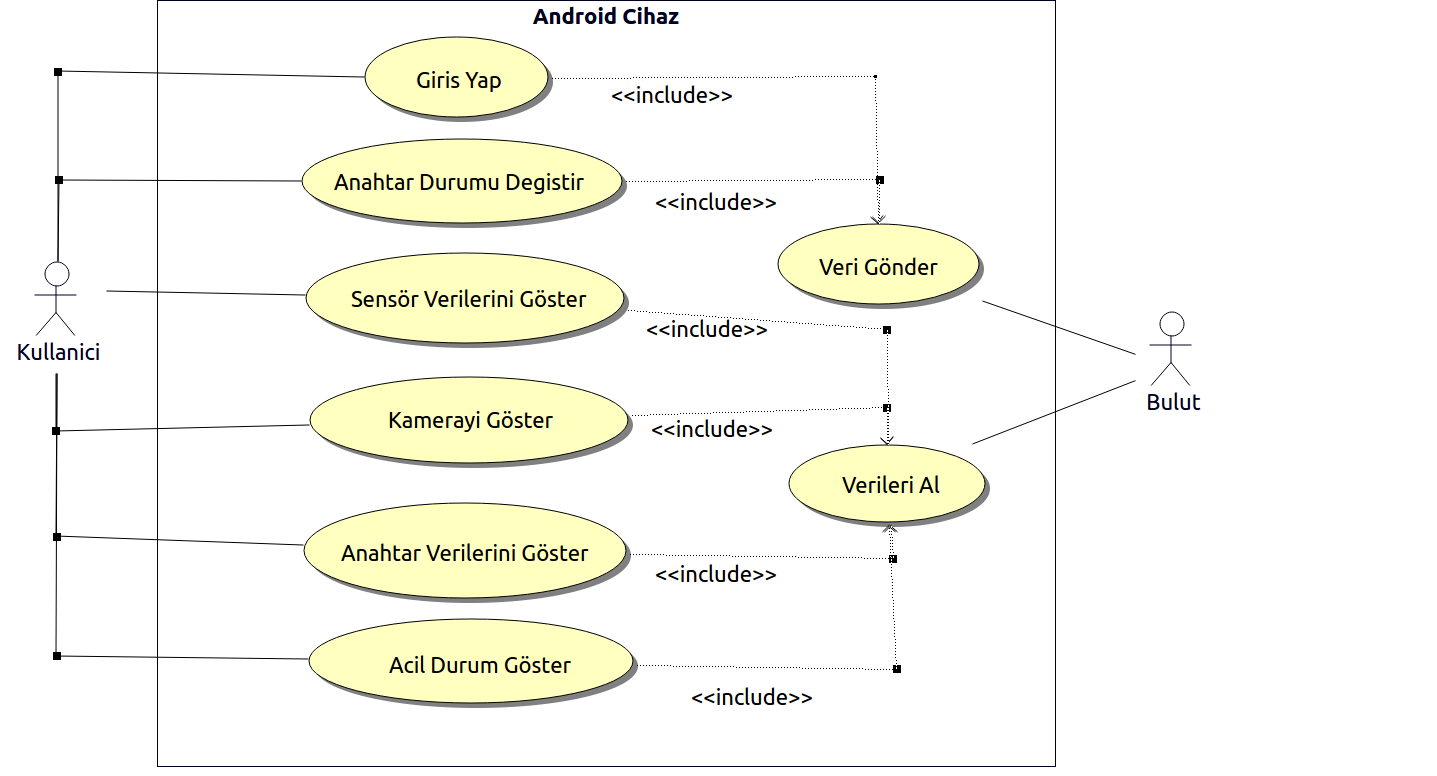 Android Cihaz
Giris Yap
<<include>>
Anahtar Durumu Degistir
<<include>>
Veri Gönder
Sensör Verilerini Göster
<<include>>
Kullanici
Bulut
Kamerayi Göster
<<include>>
Verileri Al
Anahtar Verilerini Göster
<<include>>
Acil Durum Göster
<<include>>